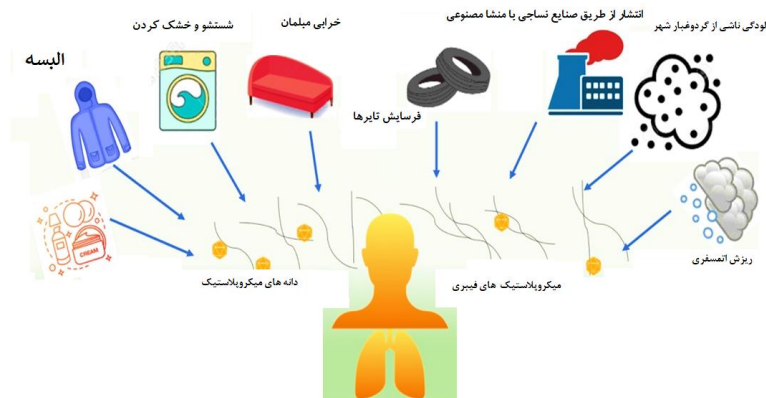 انتشار از طریق صنایع نساجی با منشا مصنوعی
لودگی ناشی از گردوغبار شهر
خرابی مبلمان
شستشو و خشک کردن
البسه
فرسایش تایرها
CREAM
ریزش اتمسفری
میکروپلاستیک های فیبری
دانه های میکروپلاستیک